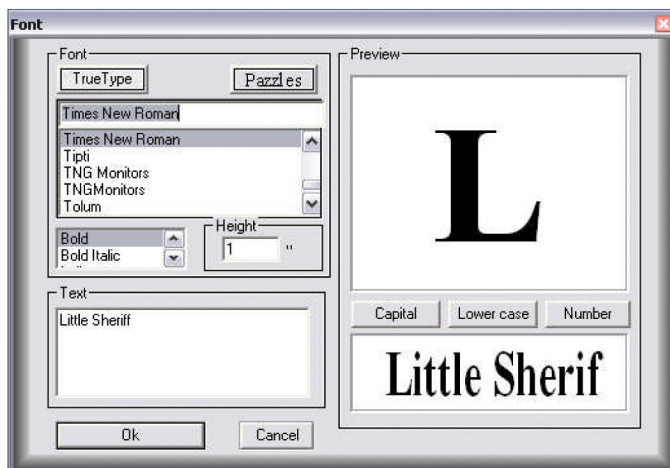 Font
Font
TrueType
Pazzles
Times New Roman
Times New Roman
Tipti
TNG Monitors
TNGMonitors
Tolum
Bold
Bold Italic
Height
1 "
Text
Little Sheriff
Ok
Cancel
Preview
L
Capital
Lower case
Number
Little Sherif